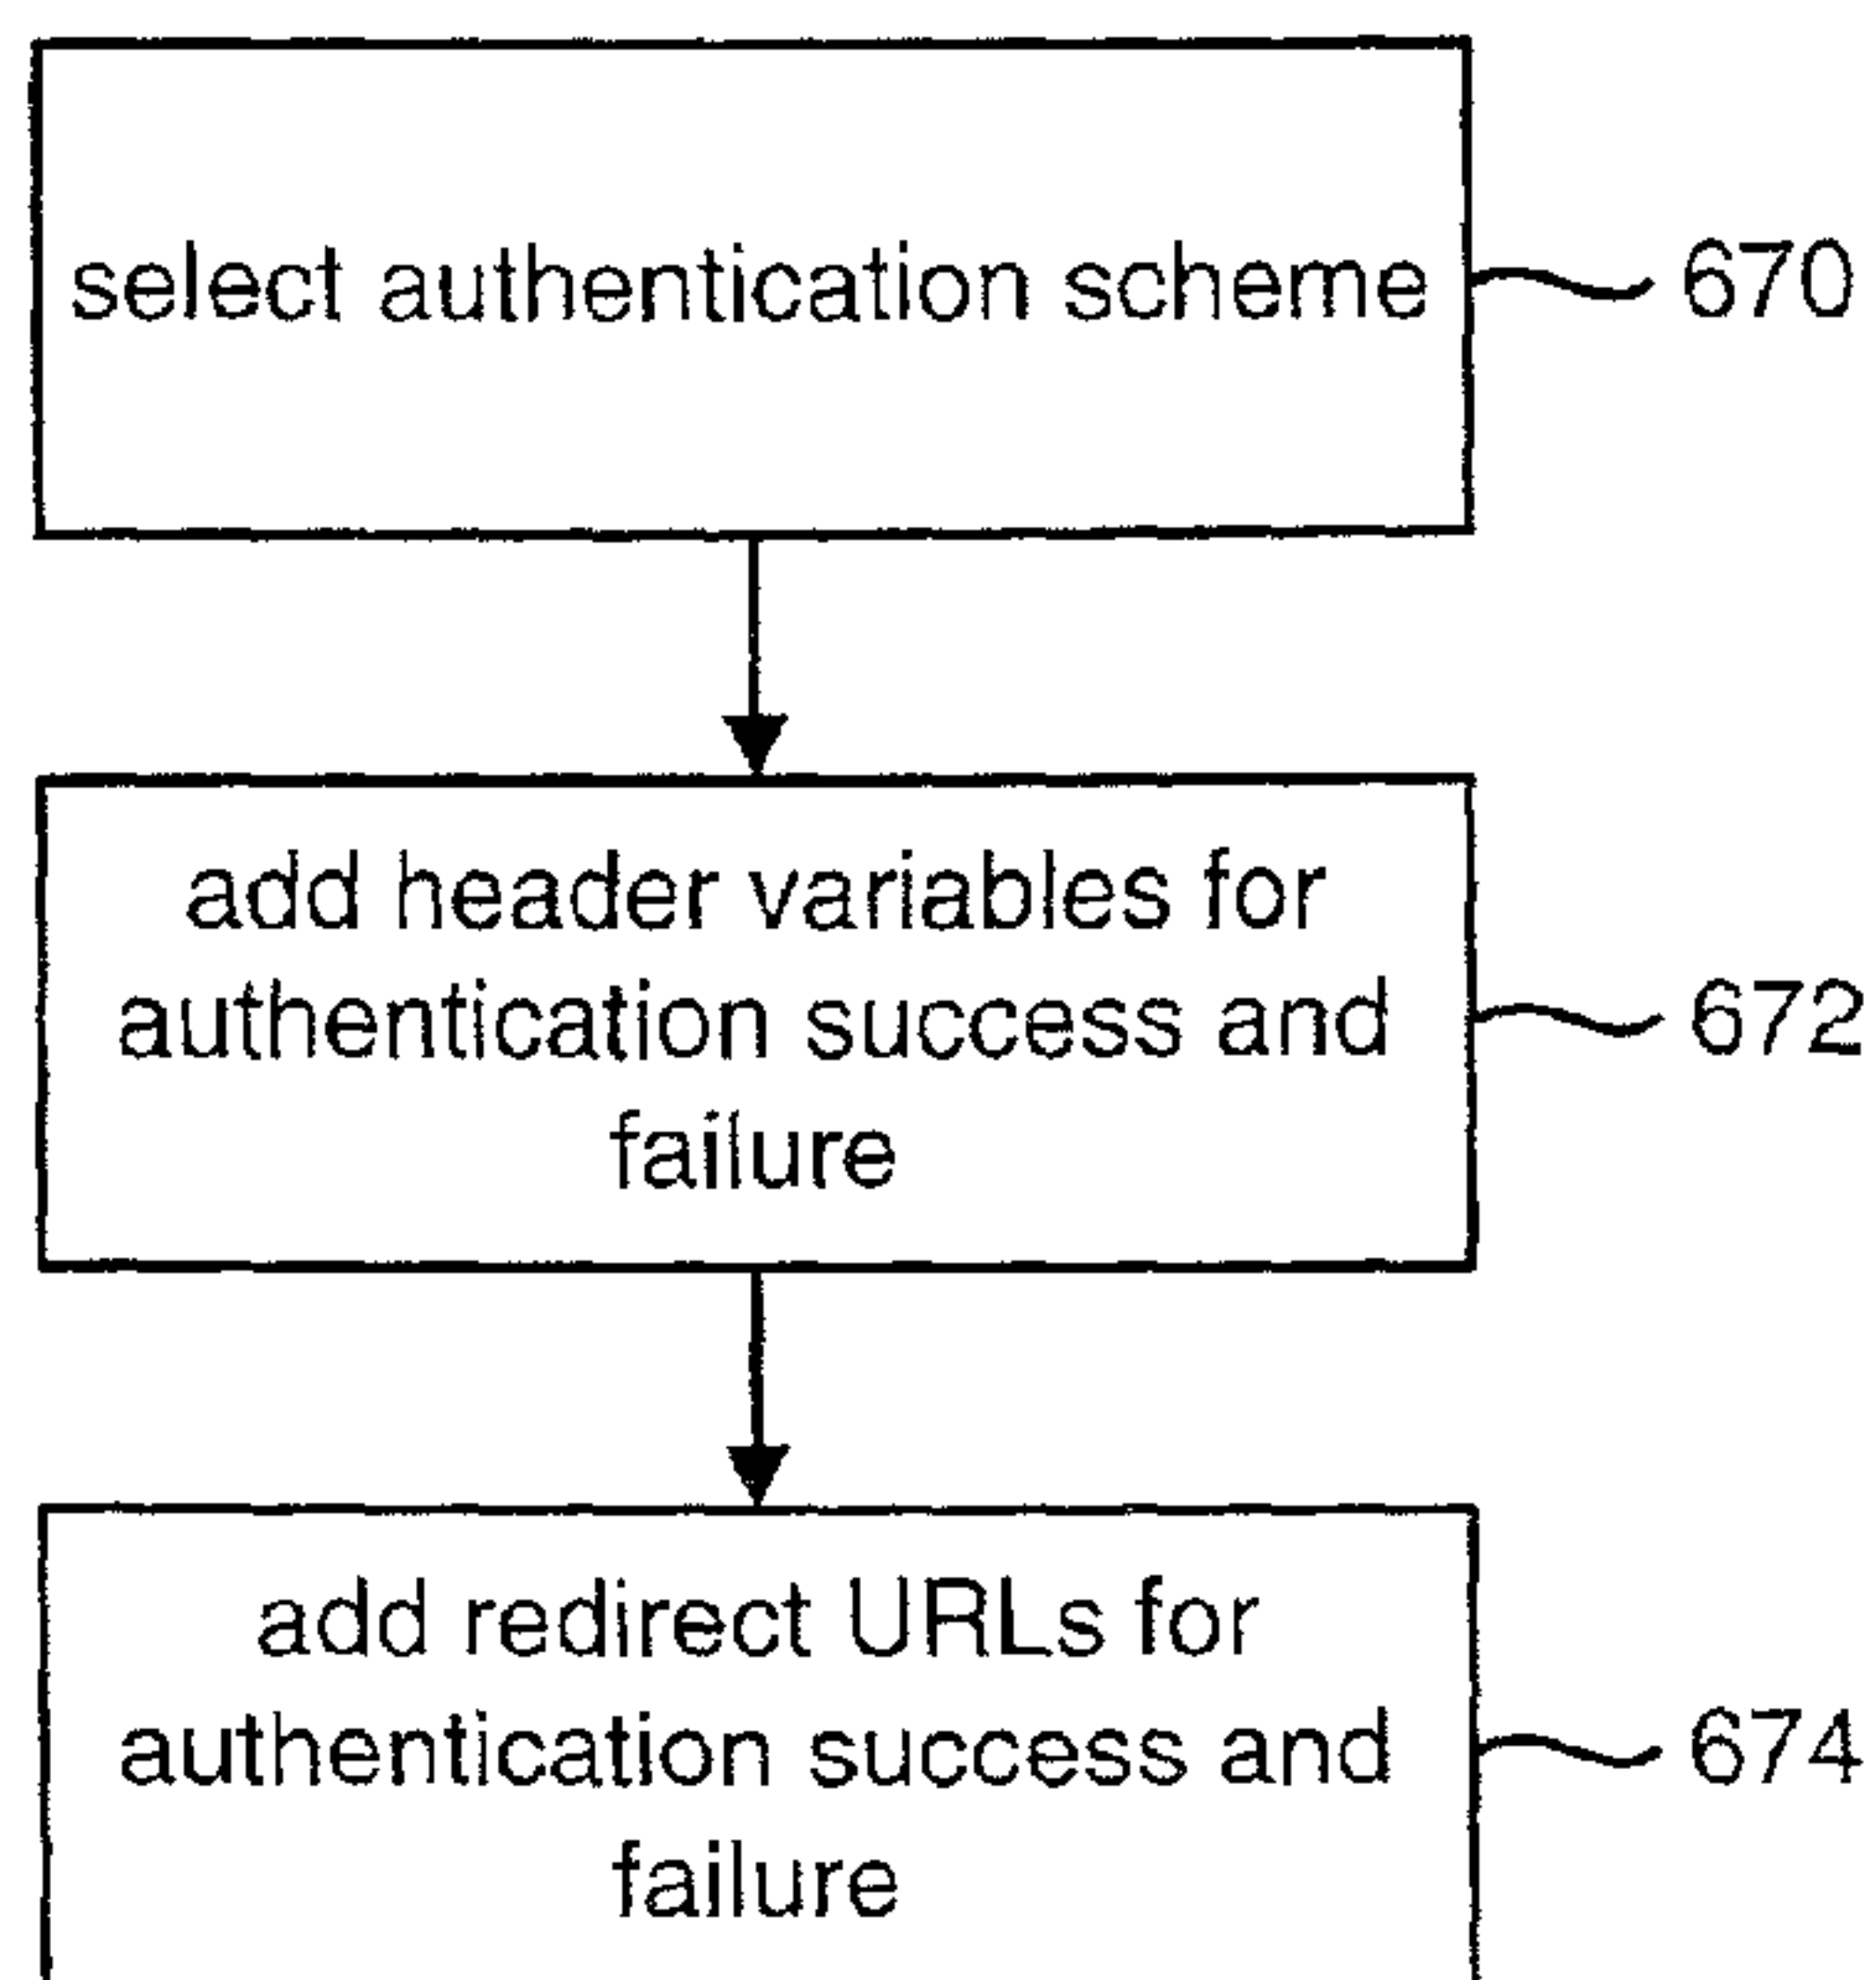 select authentication scheme
670
add header variables for
authentication success and
failure
672
add redirect URLs for
authentication success and
failure
674